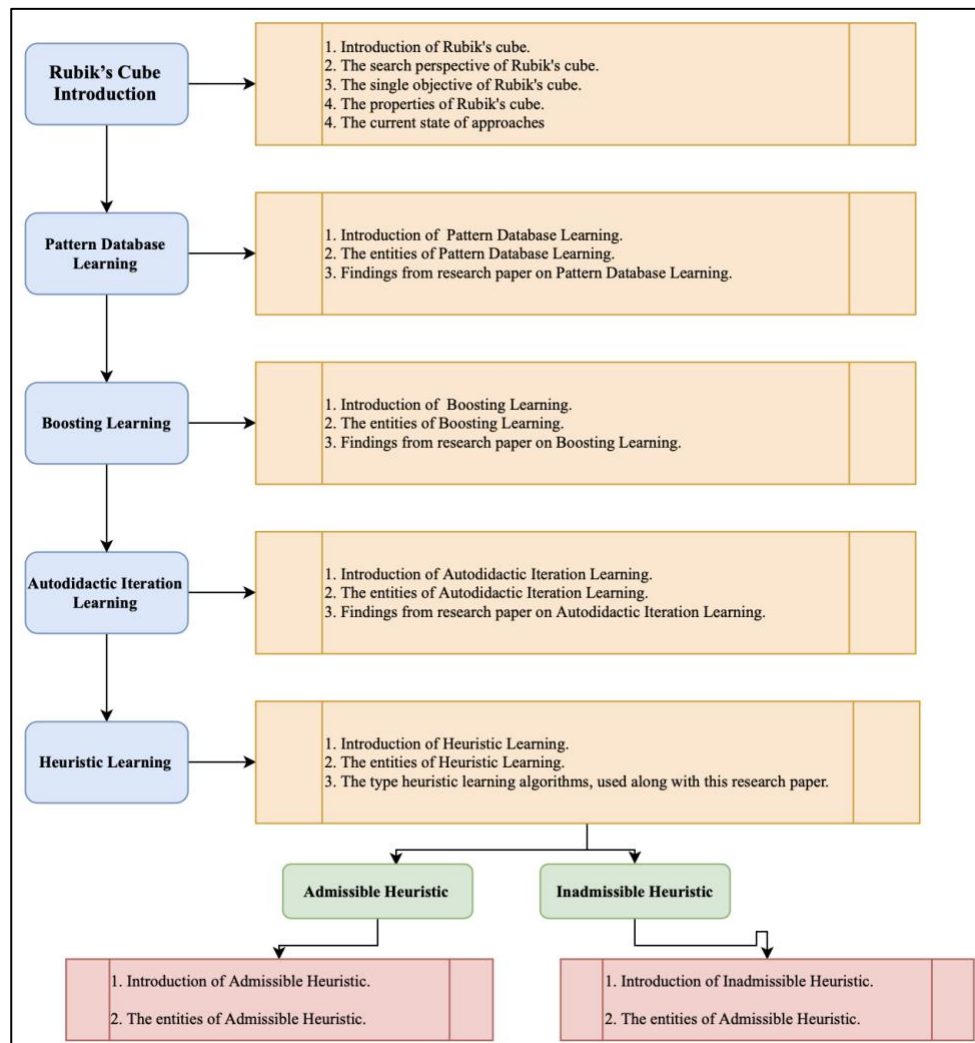 Rubik's Cube
Introduction
1. Introduction of Rubik's cube.
2. The search perspective of Rubik's cube.
3. The single objective of Rubik's cube.
4. The properties of Rubik's cube.
4. The current state of approaches
Pattern Database
Learning
1. Introduction of Pattern Database Learning.
2. The entities of Pattern Database Learning.
3. Findings from research paper on Pattern Database Learning.
Boosting Learning
1. Introduction of Boosting Learning.
2. The entities of Boosting Learning.
3. Findings from research paper on Boosting Learning.
Autodidactic Iteration
Learning
1. Introduction of Autodidactic Iteration Learning.
2. The entities of Autodidactic Iteration Learning.
3. Findings from research paper on Autodidactic Iteration Learning.
Heuristic Learning
1. Introduction of Heuristic Learning.
2. The entities of Heuristic Learning.
3. The type heuristic learning algorithms, used along with this research paper.
Admissible Heuristic
Inadmissible Heuristic
1. Introduction of Admissible Heuristic.
2. The entities of Admissible Heuristic.
1. Introduction of Inadmissible Heuristic.
2. The entities of Admissible Heuristic.